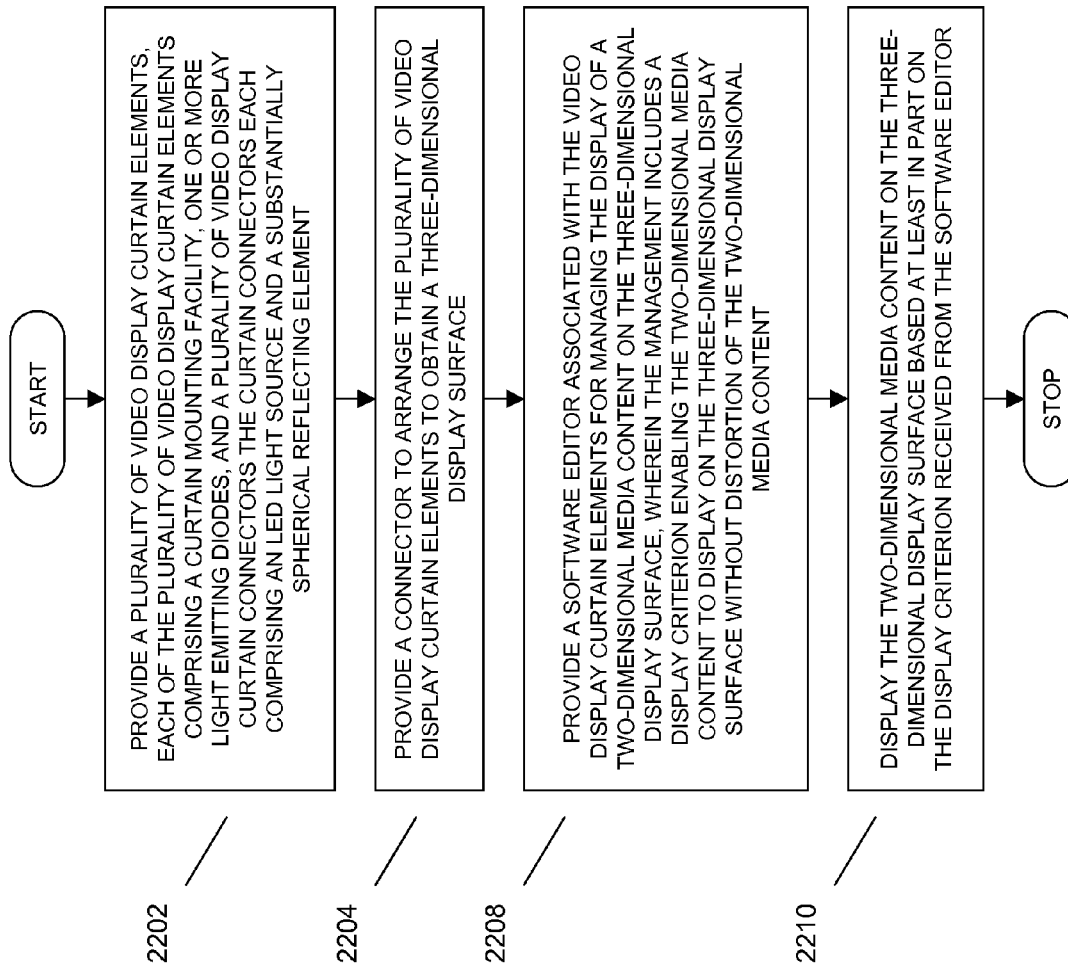 START
2202
PROVIDE A PLURALITY OF VIDEO DISPLAY CURTAIN ELEMENTS,
EACH OF THE PLURALITY OF VIDEO DISPLAY CURTAIN ELEMENTS
COMPRISING A CURTAIN MOUNTING FACILITY, ONE OR MORE
LIGHT EMITTING DIODES, AND A PLURALITY OF VIDEO DISPLAY
CURTAIN CONNECTORS THE CURTAIN CONNECTORS EACH
COMPRISING AN LED LIGHT SOURCE AND A SUBSTANTIALLY
SPHERICAL REFLECTING ELEMENT
2204
PROVIDE A CONNECTOR TO ARRANGE THE PLURALITY OF VIDEO
DISPLAY CURTAIN ELEMENTS TO OBTAIN A THREE-DIMENSIONAL
DISPLAY SURFACE
2208
PROVIDE A SOFTWARE EDITOR ASSOCIATED WITH THE VIDEO
DISPLAY CURTAIN ELEMENTS FOR MANAGING THE DISPLAY OF A
TWO-DIMENSIONAL MEDIA CONTENT ON THE THREE-DIMENSIONAL
DISPLAY SURFACE, WHEREIN THE MANAGEMENT INCLUDES A
DISPLAY CRITERION ENABLING THE TWO-DIMENSIONAL MEDIA
CONTENT TO DISPLAY ON THE THREE-DIMENSIONAL DISPLAY
SURFACE WITHOUT DISTORTION OF THE TWO-DIMENSIONAL
MEDIA CONTENT
2210
DISPLAY THE TWO-DIMENSIONAL MEDIA CONTENT ON THE THREE-
DIMENSIONAL DISPLAY SURFACE BASED AT LEAST IN PART ON
THE DISPLAY CRITERION RECEIVED FROM THE SOFTWARE EDITOR
STOP